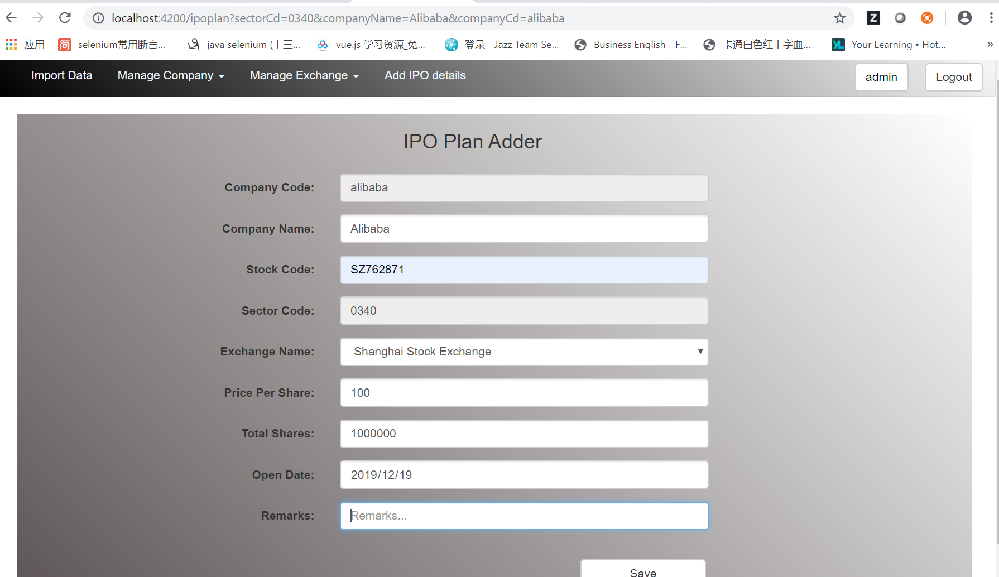 localhost:4200/ipoplan?sectorCd=0340&companyName=Alibaba&companyCd=alibaba
Z
应用 简 selenium常用断言... java selenium (十三... vue.js 学习资源_免... 登录 - Jazz Team Se... Business English - F... 卡通白色红十字血... YL Your Learning • Hot... »
Import Data Manage Company Manage Exchange Add IPO details admin Logout
IPO Plan Adder
Company Code: alibaba
Company Name: Alibaba
Stock Code: SZ762871
Sector Code: 0340
Exchange Name: Shanghai Stock Exchange
Price Per Share: 100
Total Shares: 1000000
Open Date: 2019/12/19
Remarks: Remarks...
Save